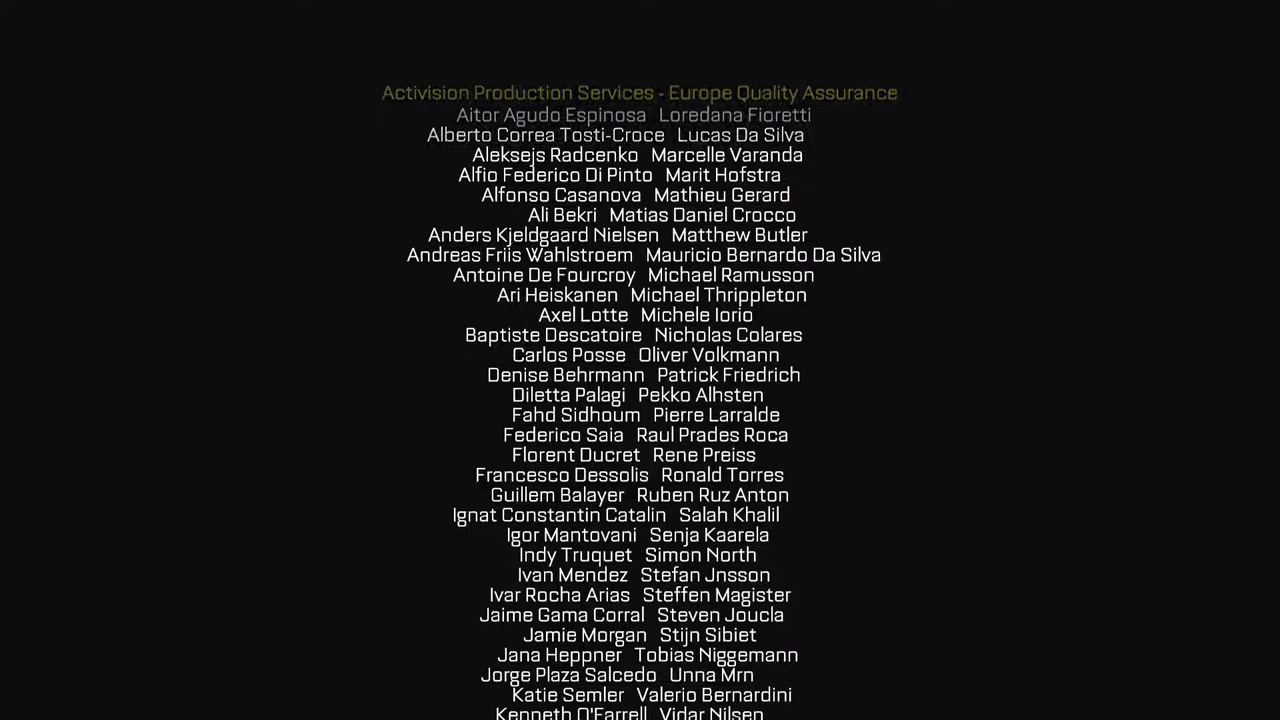 Activision Production Services - Europe Quality Assurance
Aitor Agudo Espinosa Loredana Fioretti
Alberto Correa Tosti-Croce Lucas Da Silva
Aleksejs Radcenko Marcelle Varanda
Alfio Federico Di Pinto Marit Hofstra
Alfonso Casanova Mathieu Gerard
Ali Bekri Matias Daniel Crocco
Anders Kjeldgaard Nielsen Matthew Butler
Andreas Friis Wahlstroem Mauricio Bernardo Da Silva
Antoine De Fourcroy Michael Ramusson
Ari Heiskanen Michael Thrippleton
Axel Lotte Michele Iorio
Baptiste Descatoire Nicholas Colares
Carlos Posse Oliver Volkmann
Denise Behrmann Patrick Friedrich
Diletta Palagi Pekko Alhsten
Fahd Sidhoum Pierre Larralde
Federico Saia Raul Prades Roca
Florent Ducret Rene Preiss
Francesco Dessolis Ronald Torres
Guillem Balayer Ruben Ruz Anton
Ignat Constantin Catalin Salah Khalil
Igor Mantovani Senja Kaarela
Indy Truquet Simon North
Ivan Mendez Stefan Jnsson
Ivar Rocha Arias Steffen Magister
Jaime Gama Corral Steven Joucla
Jamie Morgan Stijn Sibiet
Jana Heppner Tobias Niggemann
Jorge Plaza Salcedo Unna Mrn
Katie Semler Valerio Bernardini
Kenneth O'Farrell Vidar Nilsen